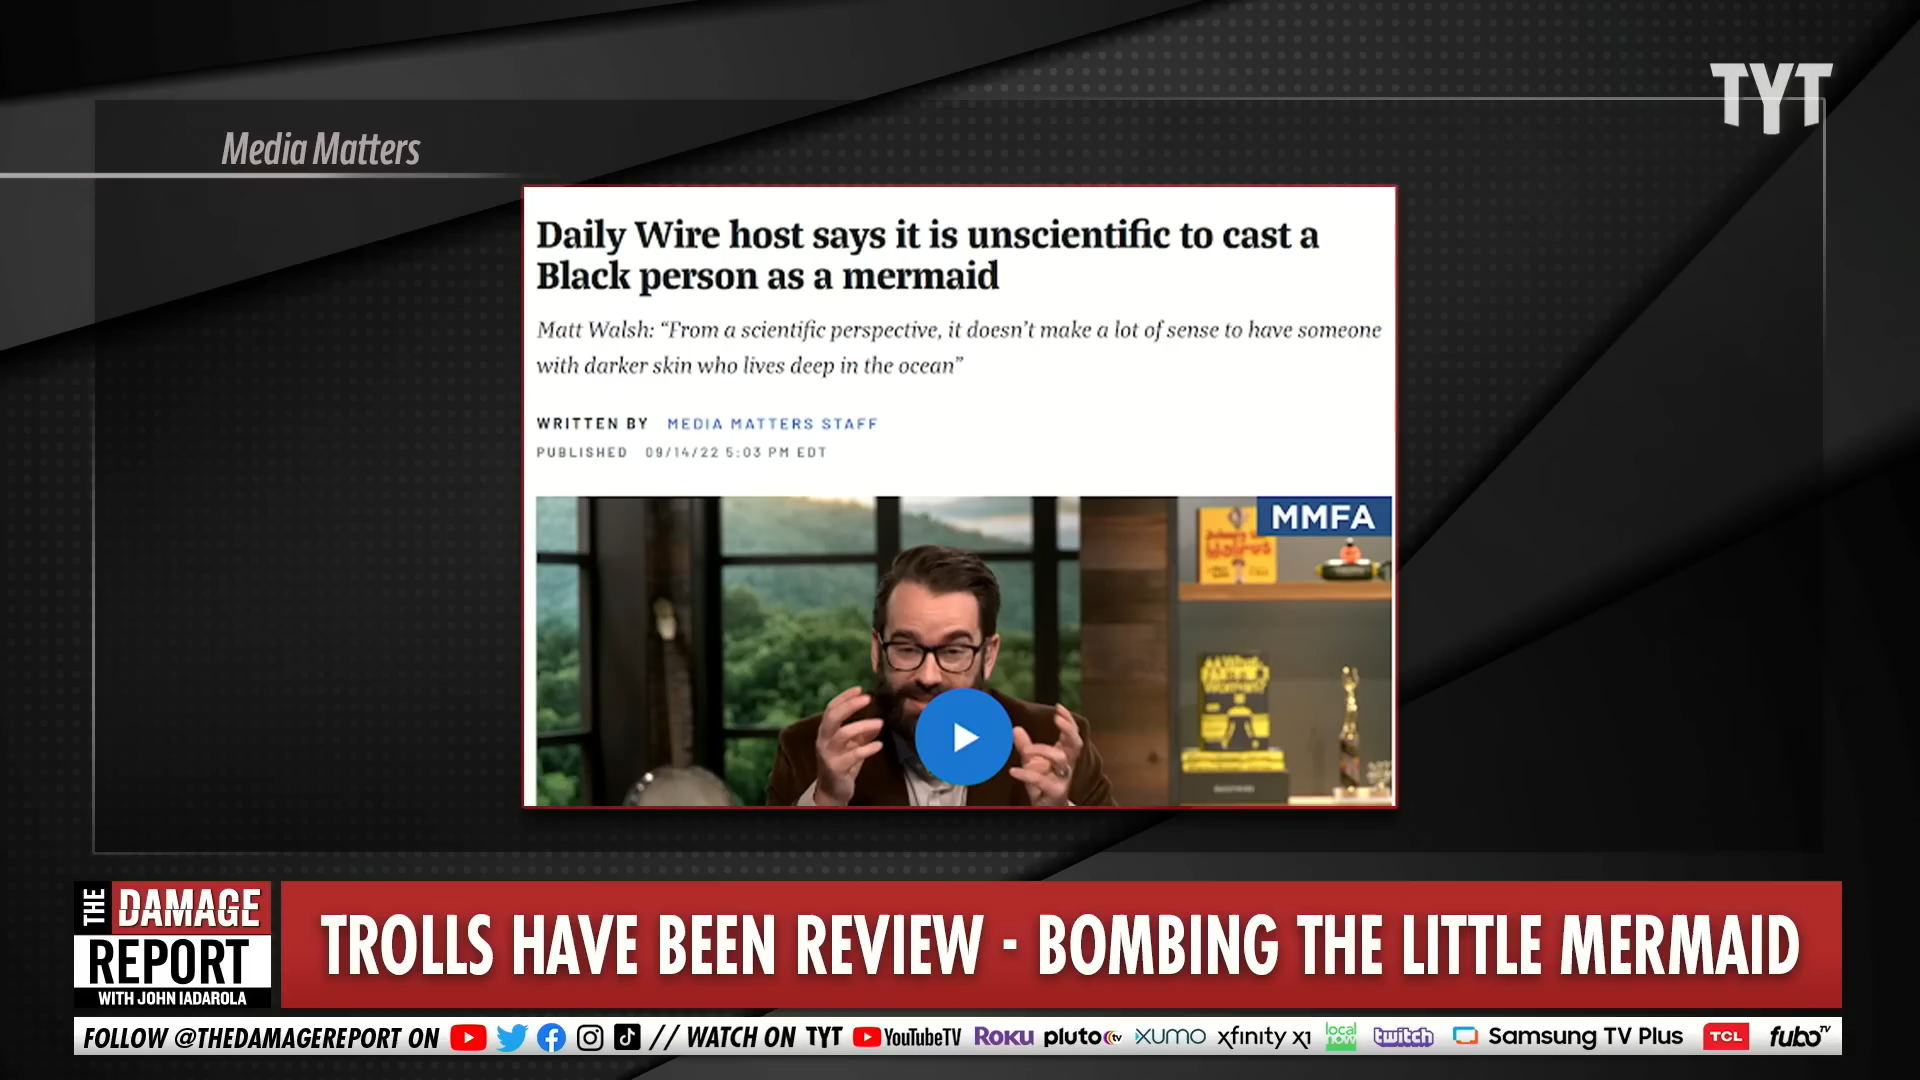 TYT
Media Matters
Daily Wire host says it is unscientific to cast a
Black person as a mermaid
Matt Walsh: “From a scientific perspective, it doesn’t make a lot of sense to have someone
with darker skin who lives deep in the ocean”
WRITTEN BY MEDIA MATTERS STAFF
PUBLISHED 09/14/22 5:03 PM EDT
MMFA
THE DAMAGE
REPORT
WITH JOHN IADAROLA
TROLLS HAVE BEEN REVIEW - BOMBING THE LITTLE MERMAID
FOLLOW @THEDAMAGEREPORT ON // WATCH ON TYT YouTubeTV ROKU pluto tv XUMO xfinity X1 local now twitch Samsung TV Plus TCL fuboTV